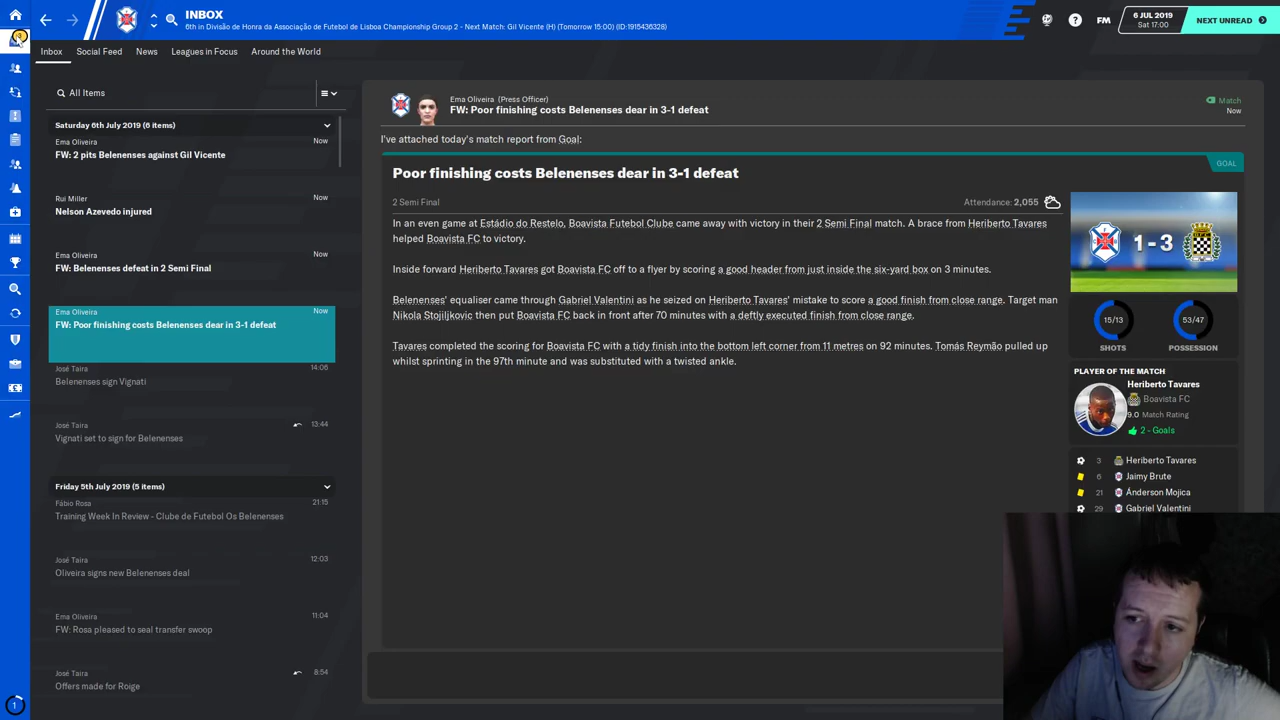 INBOX
6th in Divisão de Honra da Associação de Futebol de Lisboa Championship Group 2 - Next Match: Gil Vicente (H) (Tomorrow 15:00) (ID:1915436328)
FM
6 JUL 2019
Sat 17:00
NEXT UNREAD
Inbox
Social Feed
News
Leagues in Focus
Around the World
All Items
Saturday 6th July 2019 (6 items)
Ema Oliveira
Now
FW: 2 pits Belenenses against Gil Vicente
Rui Miller
Now
Nelson Azevedo injured
Ema Oliveira
Now
FW: Belenenses defeat in 2 Semi Final
Ema Oliveira
Now
FW: Poor finishing costs Belenenses dear in 3-1 defeat
José Taira
14:06
Belenenses sign Vignati
José Taira
13:44
Vignati set to sign for Belenenses
Friday 5th July 2019 (5 items)
Fábio Rosa
21:15
Training Week In Review - Clube de Futebol Os Belenenses
José Taira
12:03
Oliveira signs new Belenenses deal
Ema Oliveira
11:04
FW: Rosa pleased to seal transfer swoop
José Taira
8:54
Offers made for Roige
1
Ema Oliveira (Press Officer)
FW: Poor finishing costs Belenenses dear in 3-1 defeat
Match
Now
I've attached today's match report from Goal:
GOAL
Poor finishing costs Belenenses dear in 3-1 defeat
2 Semi Final
Attendance: 2,055
In an even game at Estádio do Restelo, Boavista Futebol Clube came away with victory in their 2 Semi Final match. A brace from Heriberto Tavares
helped Boavista FC to victory.
Inside forward Heriberto Tavares got Boavista FC off to a flyer by scoring a good header from just inside the six-yard box on 3 minutes.
Belenenses' equaliser came through Gabriel Valentini as he seized on Heriberto Tavares' mistake to score a good finish from close range. Target man
Nikola Stojiljkovic then put Boavista FC back in front after 70 minutes with a deftly executed finish from close range.
Tavares completed the scoring for Boavista FC with a tidy finish into the bottom left corner from 11 metres on 92 minutes. Tomás Reymão pulled up
whilst sprinting in the 97th minute and was substituted with a twisted ankle.
1 - 3
15/13
SHOTS
53/47
POSSESSION
PLAYER OF THE MATCH
Heriberto Tavares
Boavista FC
9.0 Match Rating
2 - Goals
3 Heriberto Tavares
6 Jaimy Brute
21 Ánderson Mojica
29 Gabriel Valentini